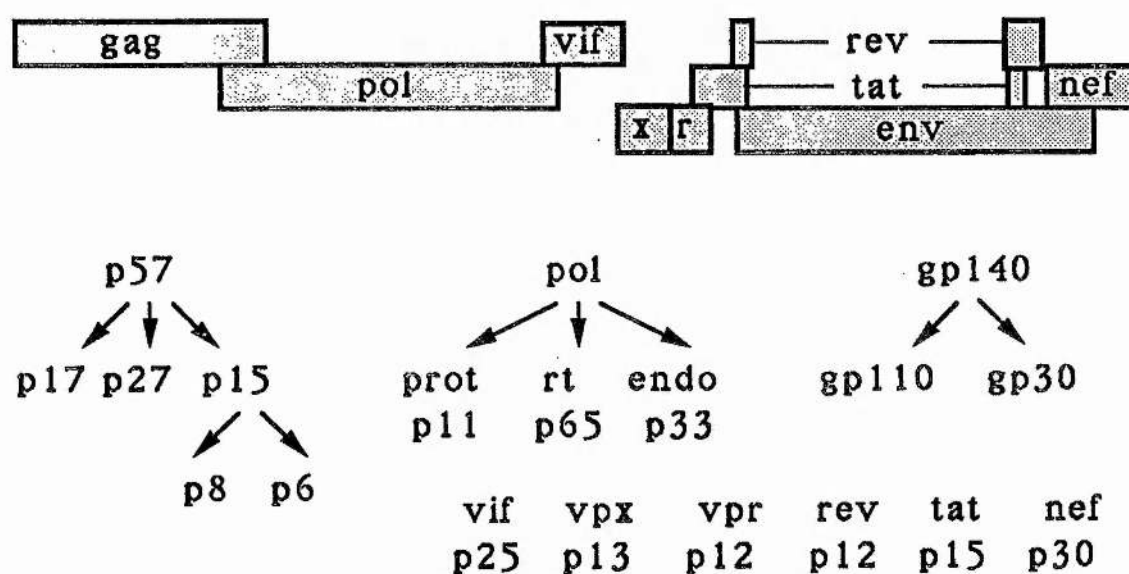 gag vif rev
pol tat nef
x r env
p57 pol gp140
p17 p27 p15 prot rt endo gp110 gp30
p11 p65 p33
p8 p6
vif vpx vpr rev tat nef
p25 p13 p12 p12 p15 p30